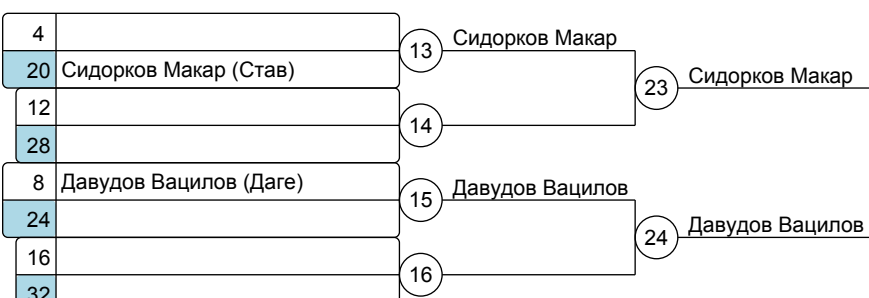 4
13 Сидорков Макар
20 Сидорков Макар (Став)
23 Сидорков Макар
12
14
28
8 Давудов Вацилов (Даге)
15 Давудов Вацилов
24
24 Давудов Вацилов
16
16
32